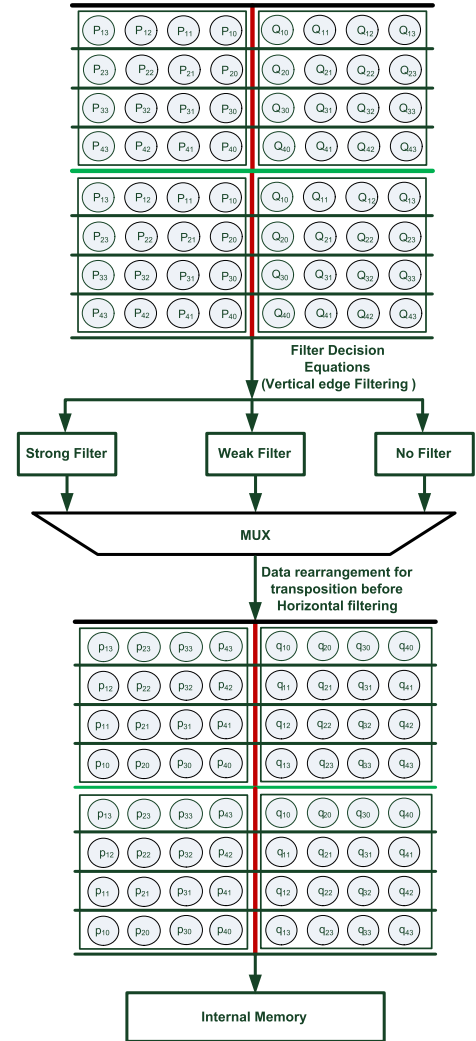 P13 P12 P11 P10 Q10 Q11 Q12 Q13
P23 P22 P21 P20 Q20 Q21 Q22 Q23
P33 P32 P31 P30 Q30 Q31 Q32 Q33
P43 P42 P41 P40 Q40 Q41 Q42 Q43
P13 P12 P11 P10 Q10 Q11 Q12 Q13
P23 P22 P21 P20 Q20 Q21 Q22 Q23
P33 P32 P31 P30 Q30 Q31 Q32 Q33
P43 P42 P41 P40 Q40 Q41 Q42 Q43
Filter Decision
Equations
(Vertical edge Filtering )
Strong Filter Weak Filter No Filter
MUX
Data rearrangement for
transposition before
Horizontal filtering
p13 p23 p33 p43 q10 q20 q30 q40
p12 p22 p32 p42 q11 q21 q31 q41
p11 p21 p31 p41 q12 q22 q32 q42
p10 p20 p30 p40 q13 q23 q33 q43
p13 p23 p33 p43 q10 q20 q30 q40
p12 p22 p32 p42 q11 q21 q31 q41
p11 p21 p31 p41 q12 q22 q32 q42
p10 p20 p30 p40 q13 q23 q33 q43
Internal Memory